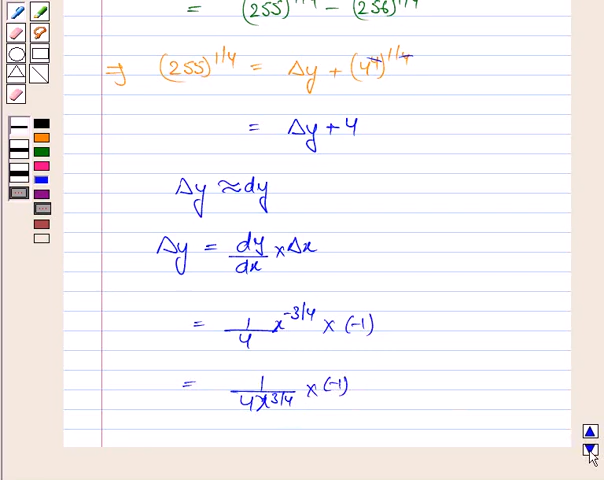 = (255)^{1/4} - (256)^{1/4}
⇒ (255)^{1/4} = Δy + (4^4)^{1/4}
= Δy + 4
Δy ≈ dy
Δy = dy/dx × Δx
= 1/4 x^{-3/4} × (-1)
= 1/(4x^{3/4}) × (-1)